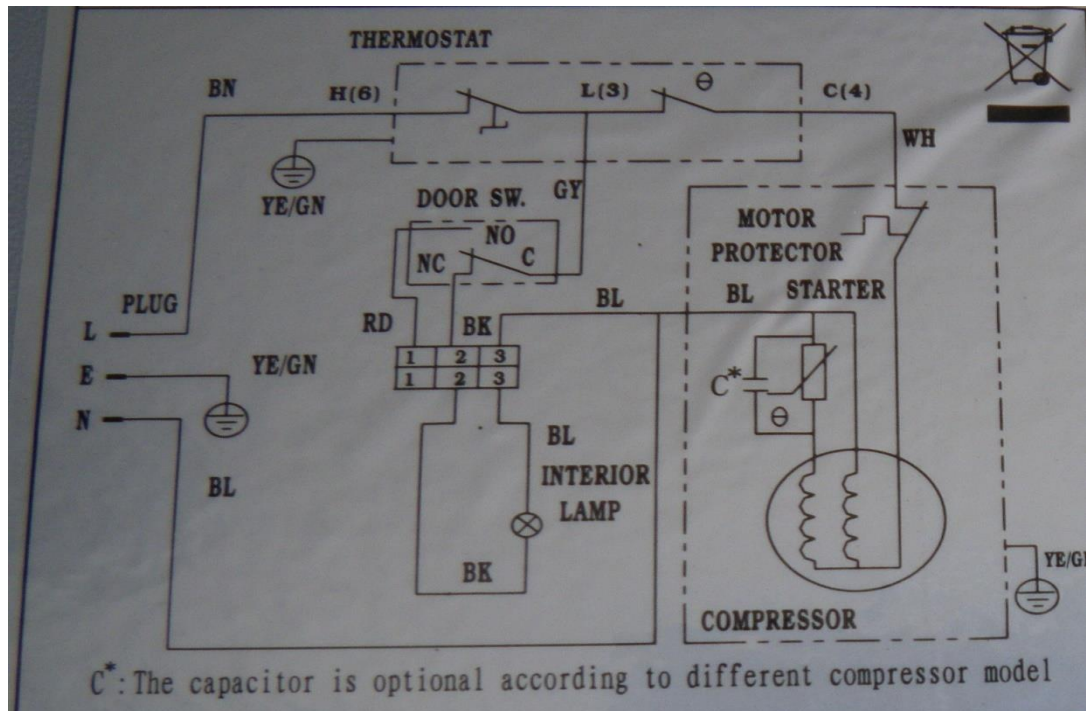 THERMOSTAT
BN
H(6)
L(3)
θ
C(4)
WH
YE/GN
DOOR SW.
GY
NO
NC
C
MOTOR
PROTECTOR
PLUG
L
RD
BK
BL
BL
STARTER
1 2 3
1 2 3
E
YE/GN
C*
θ
N
BL
BL
INTERIOR
LAMP
BK
YE/GN
COMPRESSOR
C*: The capacitor is optional according to different compressor model